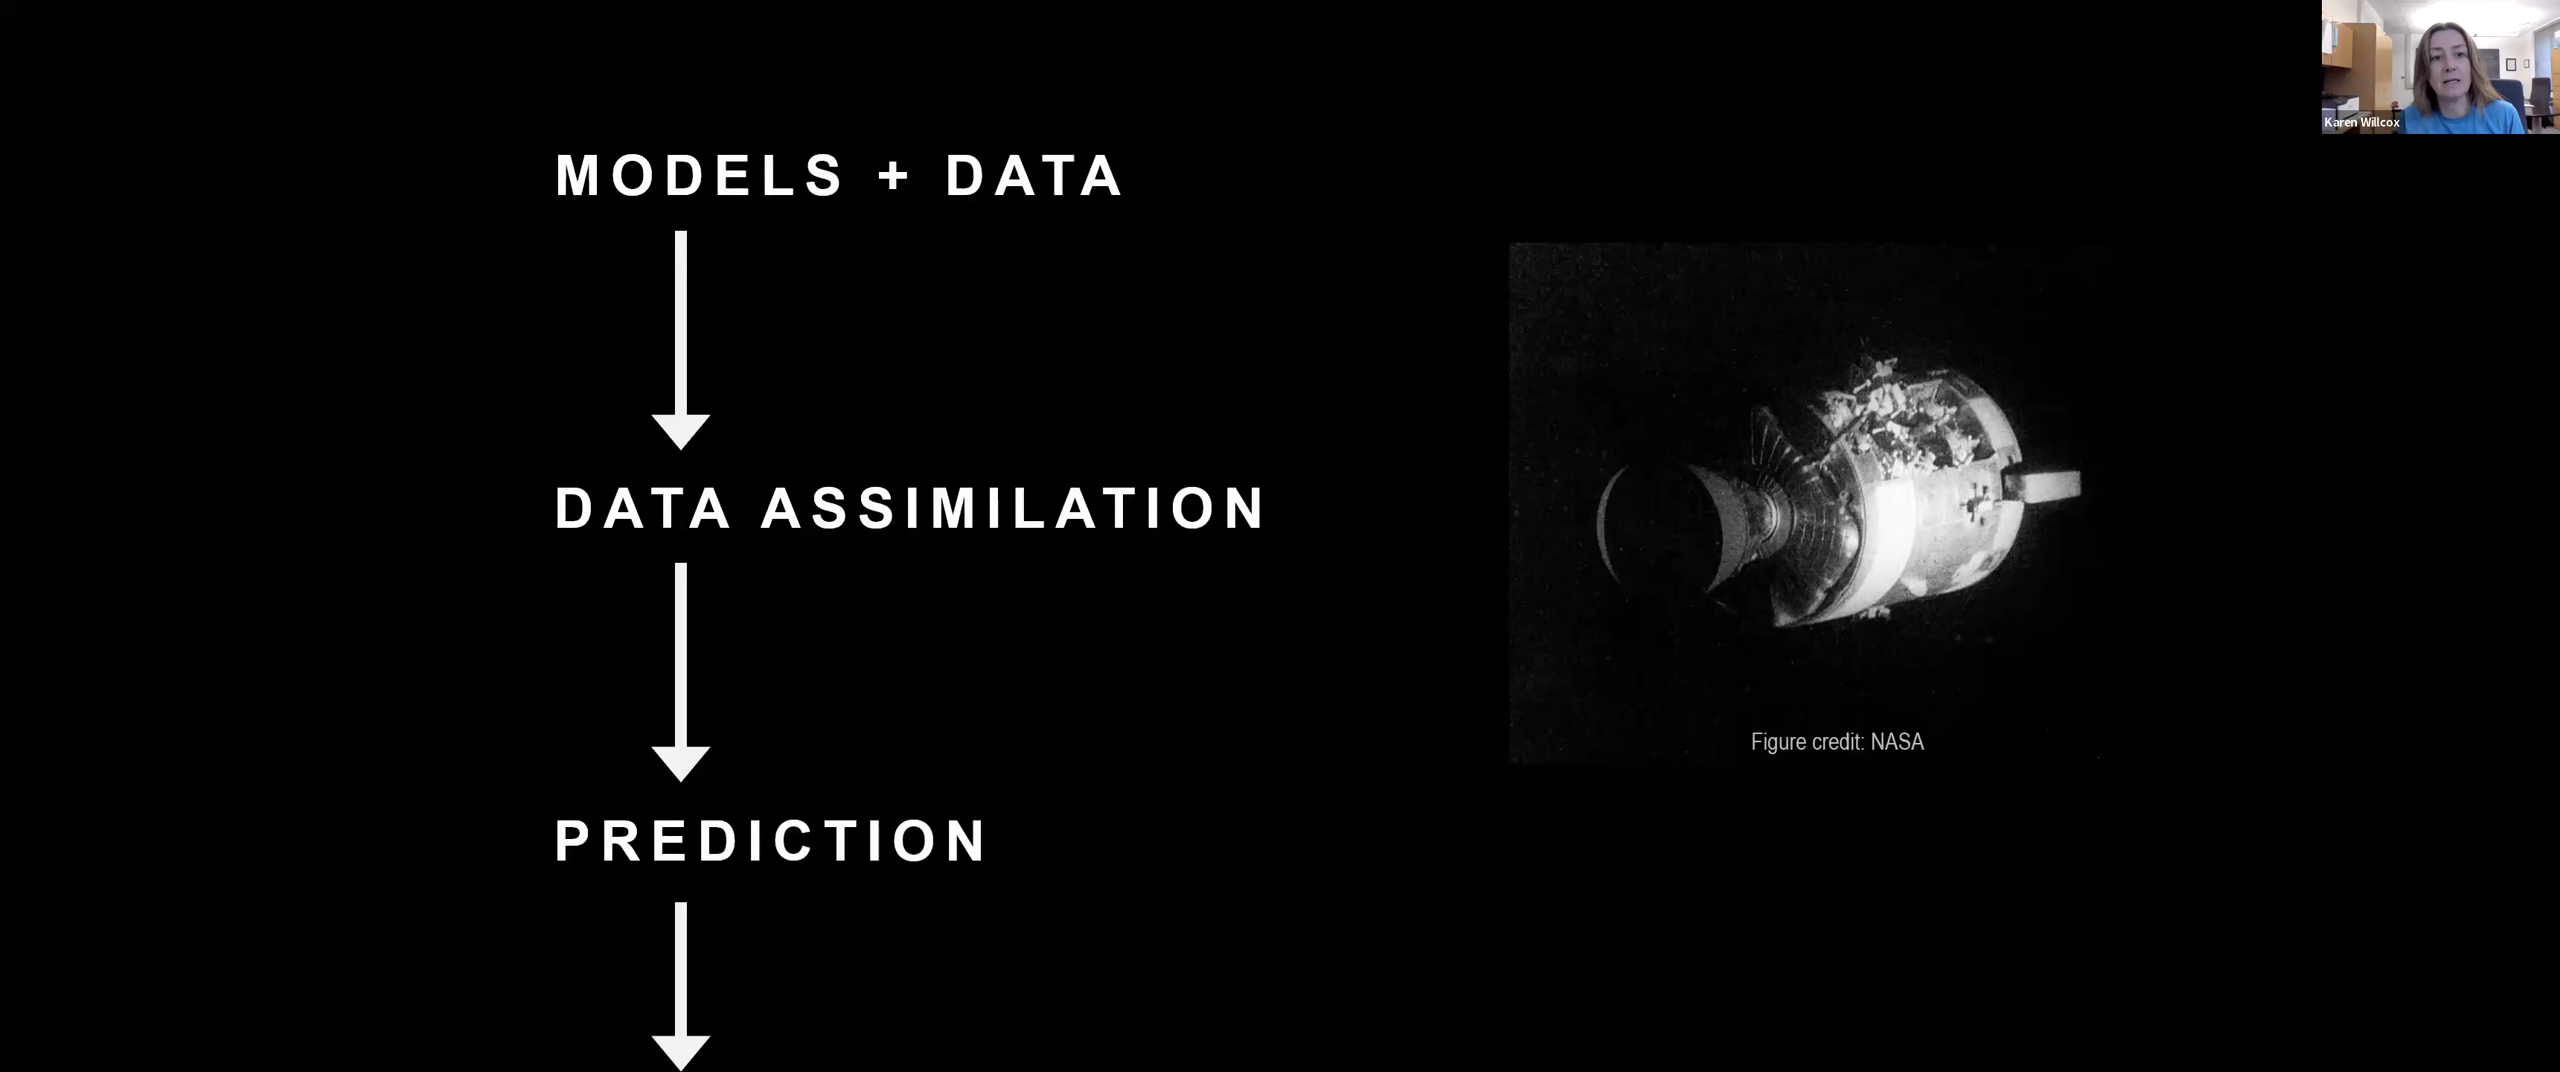 Karen Willcox
MODELS + DATA
DATA ASSIMILATION
PREDICTION
Figure credit: NASA